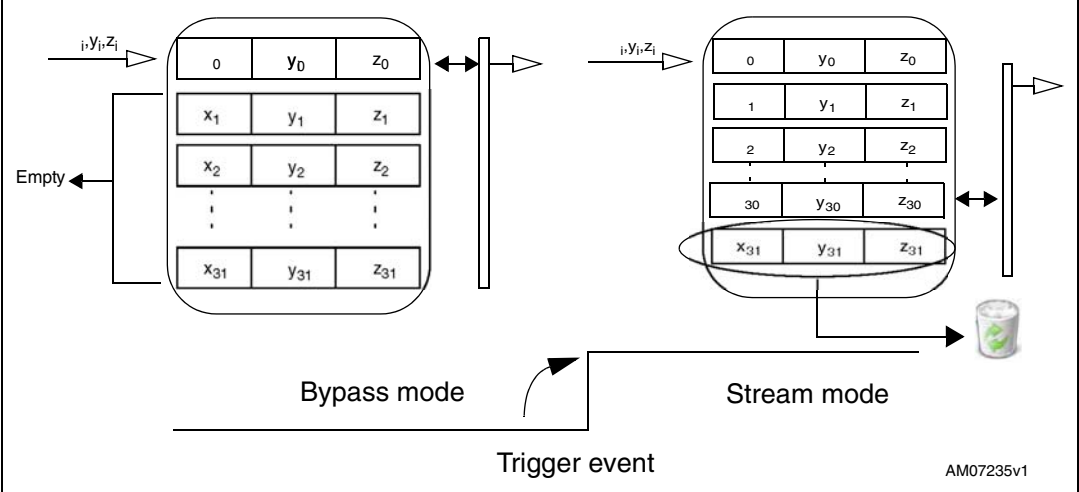 i,yi,zi
0 y0 z0
x1 y1 z1
x2 y2 z2
x31 y31 z31
Empty
i,yi,zi
0 y0 z0
1 y1 z1
2 y2 z2
30 y30 z30
x31 y31 z31
Bypass mode
Stream mode
Trigger event
AM07235v1